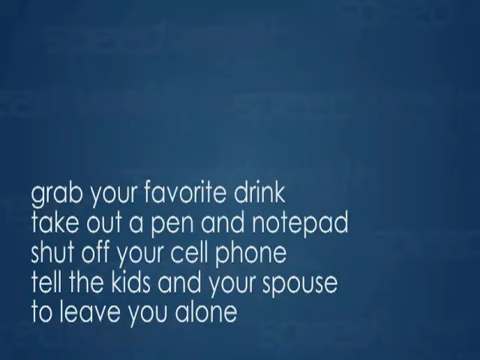 grab your favorite drink
take out a pen and notepad
shut off your cell phone
tell the kids and your spouse
to leave you alone